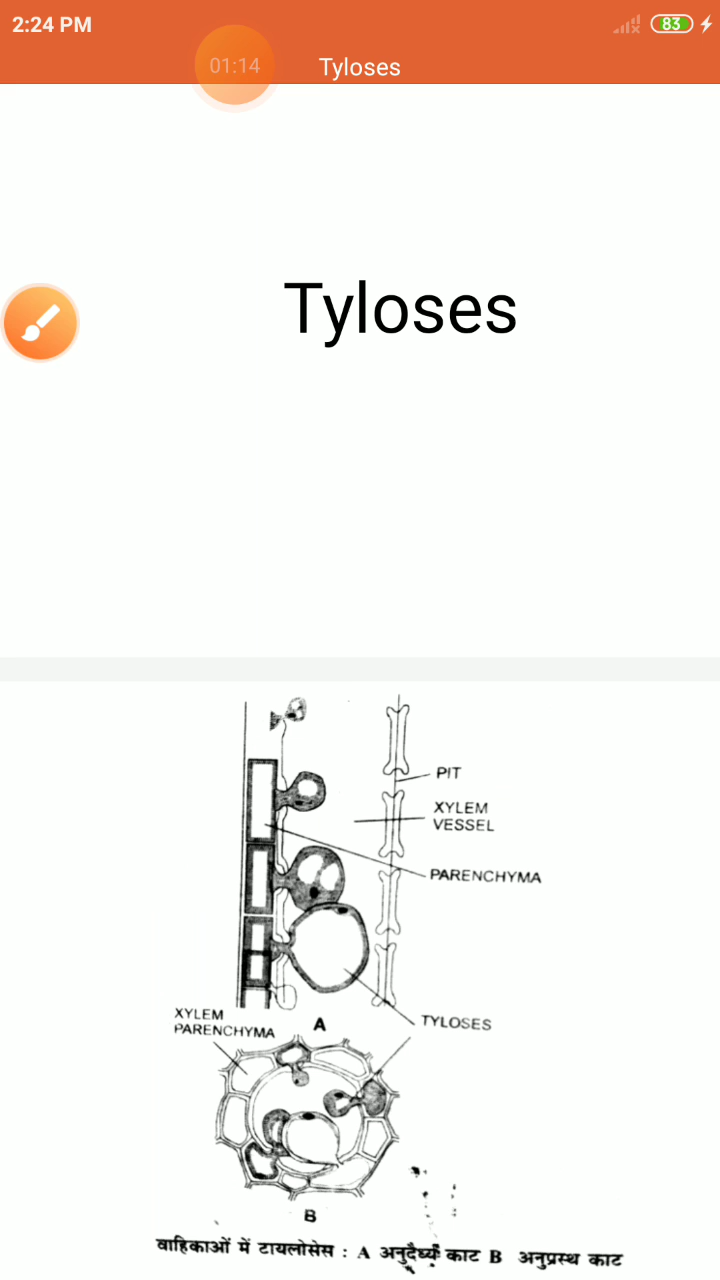 2:24 PM
83
01:14
Tyloses
Tyloses
PIT
XYLEM
VESSEL
PARENCHYMA
XYLEM
PARENCHYMA
A
TYLOSES
B
वाहिकाओं में टायलोसेस : A अनुदैर्ध्य काट B अनुप्रस्थ काट